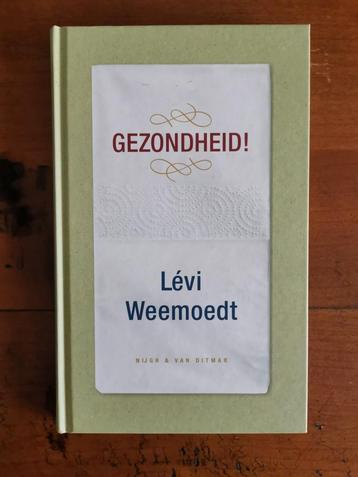 GEZONDHEID!
Lévi
Weemoedt
NIJGH & VAN DITMAR